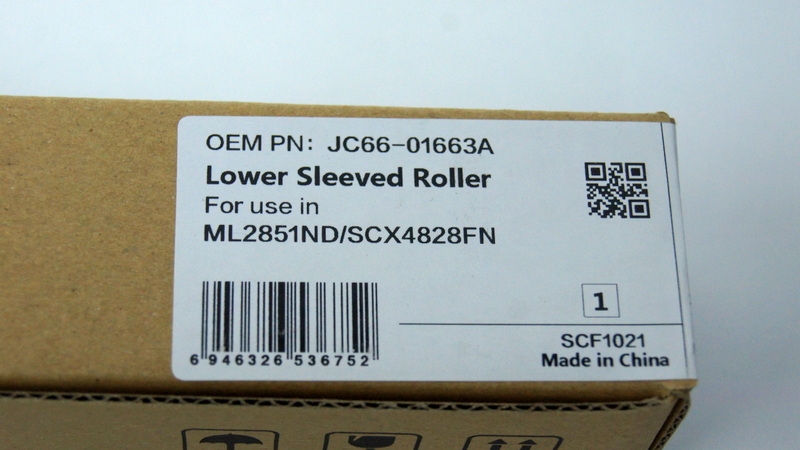 OEM PN: JC66-01663A
Lower Sleeved Roller
For use in
ML2851ND/SCX4828FN
1
6 946326 536752
SCF1021
Made in China